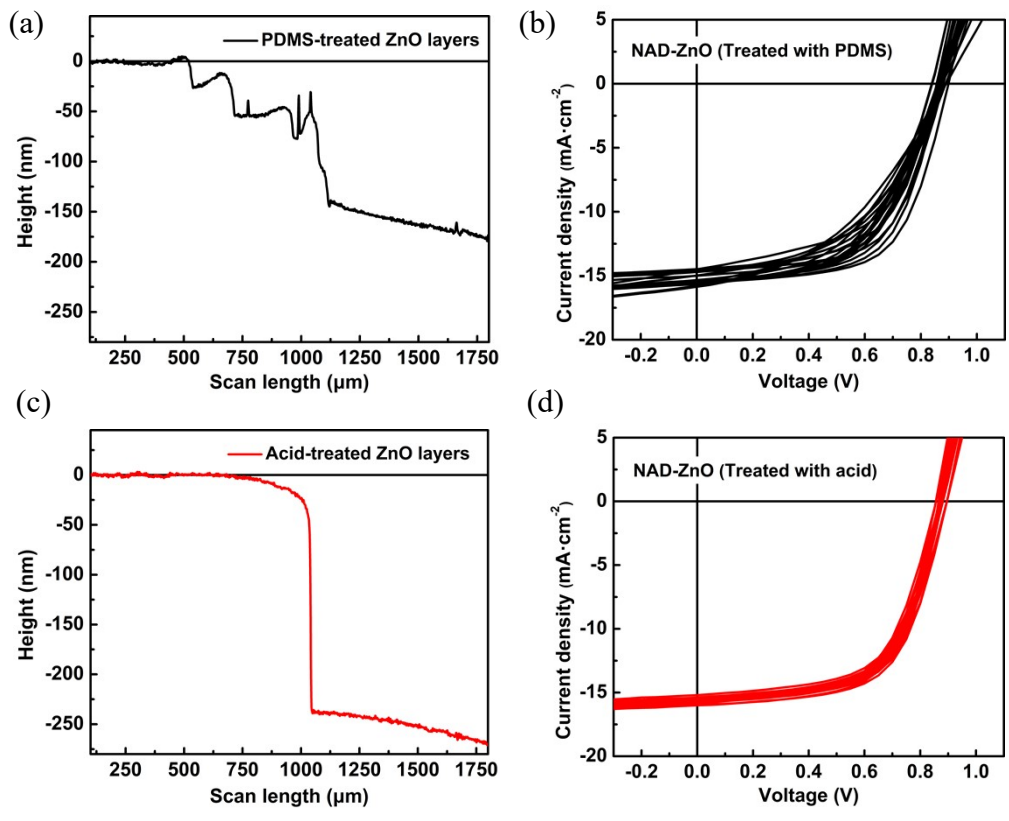 (a)
PDMS-treated ZnO layers
0
-50
-100
-150
-200
-250
Height (nm)
250 500 750 1000 1250 1500 1750
Scan length (µm)
(b)
NAD-ZnO (Treated with PDMS)
5
0
-5
-10
-15
-20
Current density (mA·cm⁻²)
-0.2 0.0 0.2 0.4 0.6 0.8 1.0
Voltage (V)
(c)
Acid-treated ZnO layers
0
-50
-100
-150
-200
-250
Height (nm)
250 500 750 1000 1250 1500 1750
Scan length (µm)
(d)
NAD-ZnO (Treated with acid)
5
0
-5
-10
-15
-20
Current density (mA·cm⁻²)
-0.2 0.0 0.2 0.4 0.6 0.8 1.0
Voltage (V)